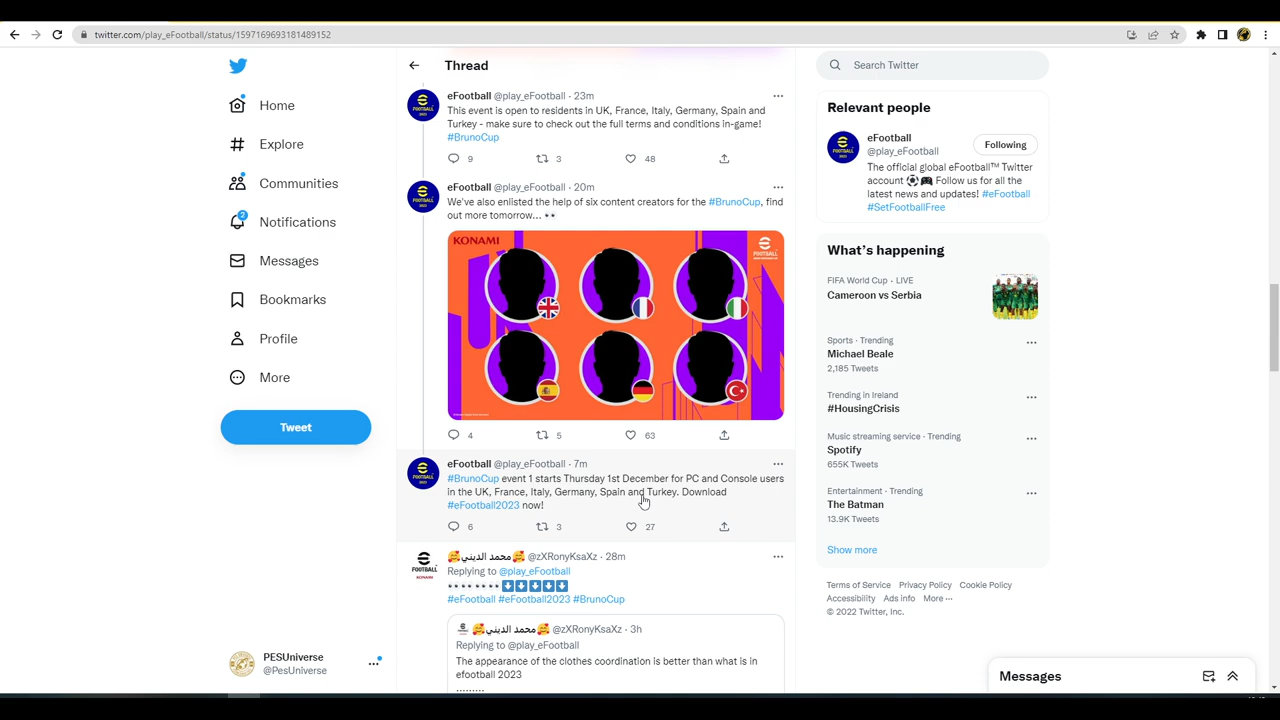 twitter.com/play_eFootball/status/1597169693181489152
Home
Explore
Communities
2
Notifications
Messages
Bookmarks
Profile
More
Tweet
PESUniverse
@PesUniverse
Thread
eFootball @play_eFootball · 23m
This event is open to residents in UK, France, Italy, Germany, Spain and
Turkey - make sure to check out the full terms and conditions in-game!
#BrunoCup
9 3 48
eFootball @play_eFootball · 20m
We've also enlisted the help of six content creators for the #BrunoCup, find
out more tomorrow... 👀
KONAMI
4 5 63
eFootball @play_eFootball · 7m
#BrunoCup event 1 starts Thursday 1st December for PC and Console users
in the UK, France, Italy, Germany, Spain and Turkey. Download
#eFootball2023 now!
6 3 27
🥰محمد الديني🥰 @zXRonyKsaXz · 28m
Replying to @play_eFootball
👀👀👀👀⬇️⬇️⬇️⬇️⬇️
#eFootball #eFootball2023 #BrunoCup
🥰محمد الديني🥰 @zXRonyKsaXz · 3h
Replying to @play_eFootball
The appearance of the clothes coordination is better than what is in
efootball 2023
Search Twitter
Relevant people
eFootball
@play_eFootball
Following
The official global eFootball™ Twitter
account ⚽🎮 Follow us for all the
latest news and updates! #eFootball
#SetFootballFree
What's happening
FIFA World Cup · LIVE
Cameroon vs Serbia
Sports · Trending
Michael Beale
2,185 Tweets
Trending in Ireland
#HousingCrisis
Music streaming service · Trending
Spotify
655K Tweets
Entertainment · Trending
The Batman
13.9K Tweets
Show more
Terms of Service Privacy Policy Cookie Policy
Accessibility Ads info More ···
© 2022 Twitter, Inc.
Messages